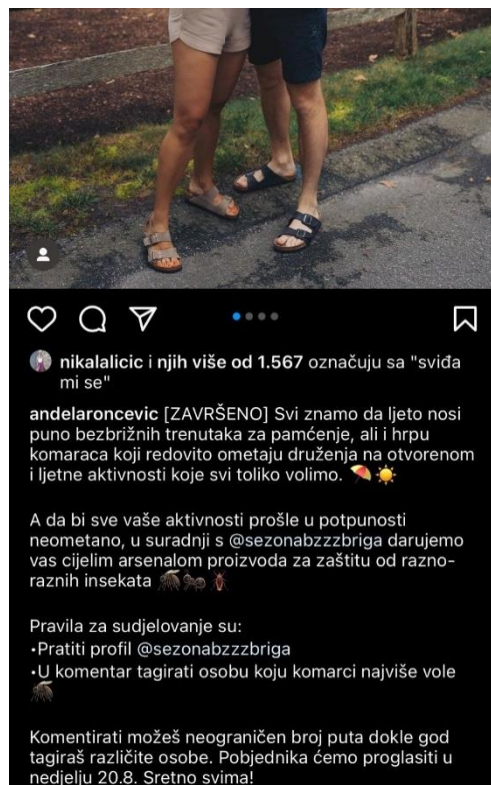 nikalalicic i njih više od 1.567 označuju sa "sviđa
mi se"
andelaroncevic [ZAVRŠENO] Svi znamo da ljeto nosi
puno bezbrižnih trenutaka za pamćenje, ali i hrpu
komaraca koji redovito ometaju druženja na otvorenom
i ljetne aktivnosti koje svi toliko volimo. ⛱️☀️
A da bi sve vaše aktivnosti prošle u potpunosti
neometano, u suradnji s @sezonabzzzbriga darujemo
vas cijelim arsenalom proizvoda za zaštitu od razno-
raznih insekata 🦟🐜🪳
Pravila za sudjelovanje su:
•Pratiti profil @sezonabzzzbriga
•U komentar tagirati osobu koju komarci najviše vole
🦟
Komentirati možeš neograničen broj puta dokle god
tagiraš različite osobe. Pobjednika ćemo proglasiti u
nedjelju 20.8. Sretno svima!